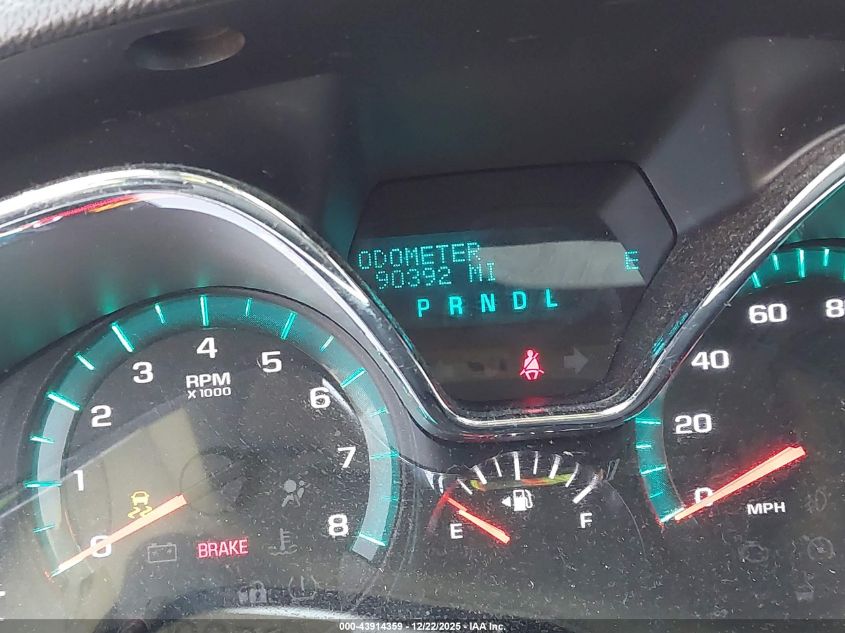 ODOMETER
E
90392 MI
P R N D L
0 1 2 3 4 5 6 7 8
RPM
X 1000
BRAKE
E F
0 20 40 60
MPH
000-43914359 - 12/22/2025 - IAA Inc.